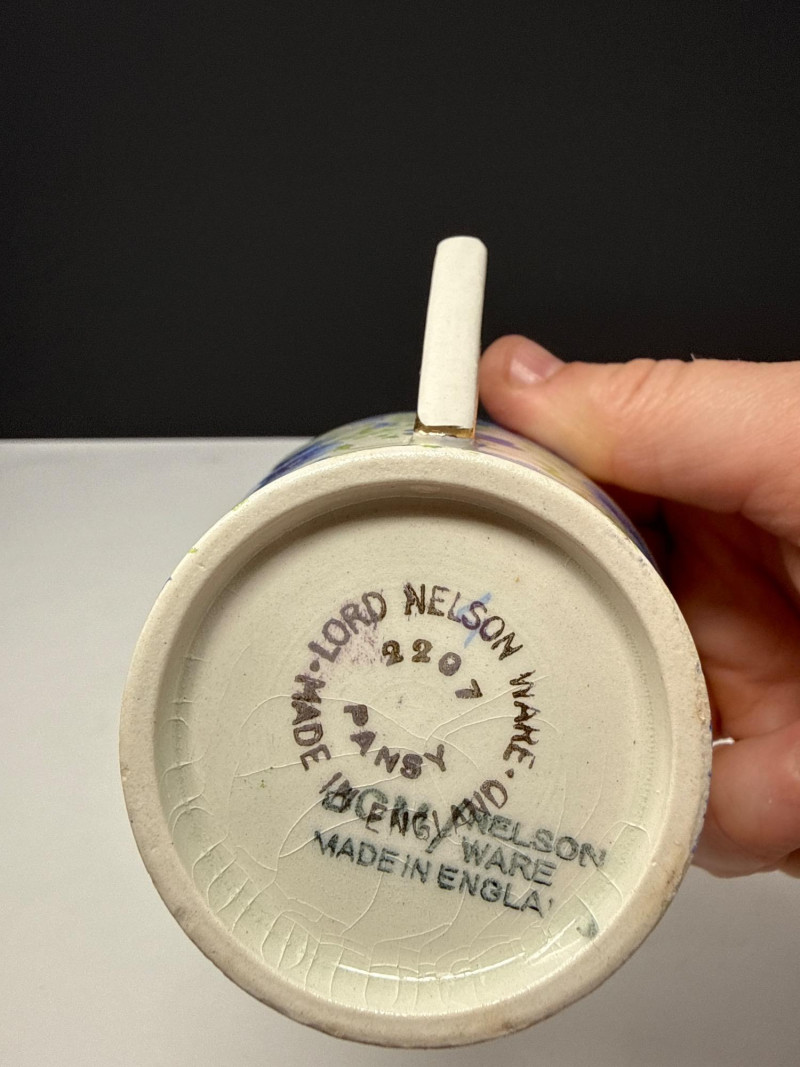 LORD NELSON WARE · MADE IN ENGLAND ·
2207
PANSY
NELSON
WARE
MADE IN ENGLA